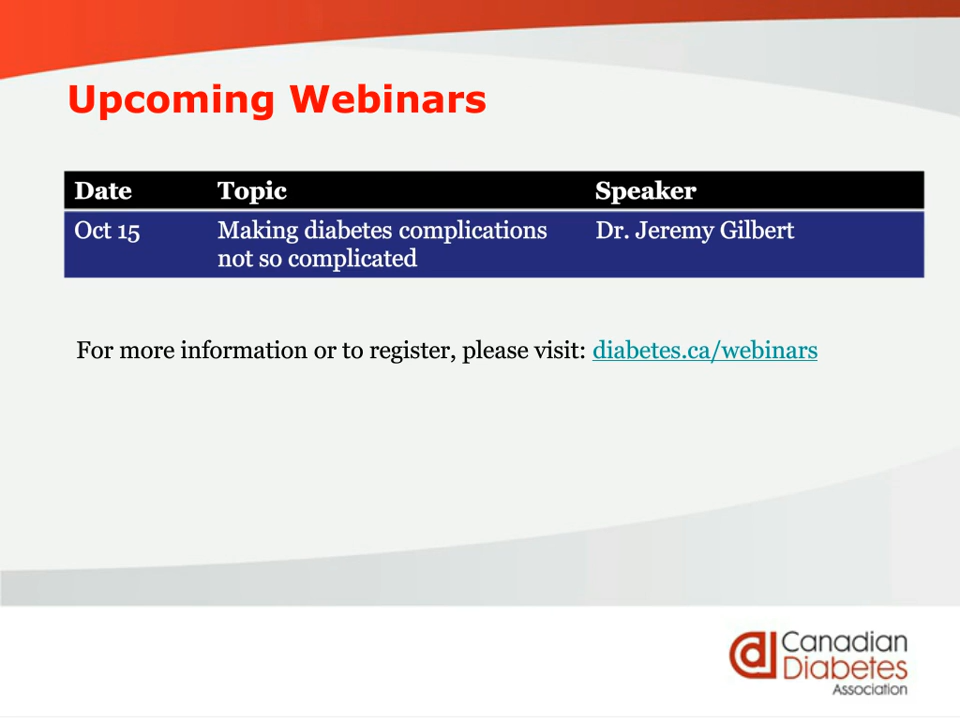 Upcoming Webinars
Date Topic Speaker
Oct 15 Making diabetes complications Dr. Jeremy Gilbert
not so complicated
For more information or to register, please visit: diabetes.ca/webinars
Canadian
Diabetes
Association